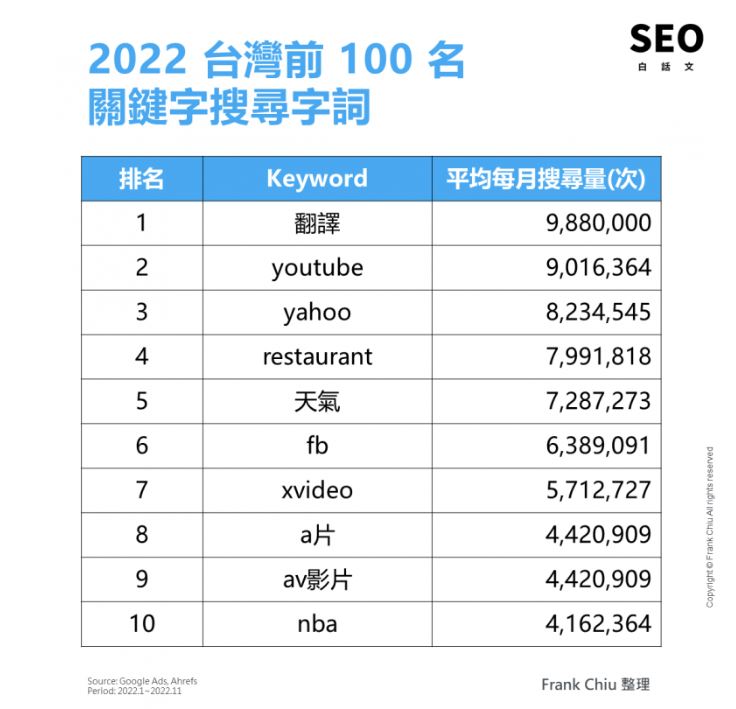 SEO
白話文
2022 台灣前 100 名
關鍵字搜尋字詞
排名 Keyword 平均每月搜尋量(次)
1 翻譯 9,880,000
2 youtube 9,016,364
3 yahoo 8,234,545
4 restaurant 7,991,818
5 天氣 7,287,273
6 fb 6,389,091
7 xvideo 5,712,727
8 a片 4,420,909
9 av影片 4,420,909
10 nba 4,162,364
Source: Google Ads, Ahrefs
Period: 2022.1~2022.11
Frank Chiu 整理
Copyright © Frank Chiu All rights reserved